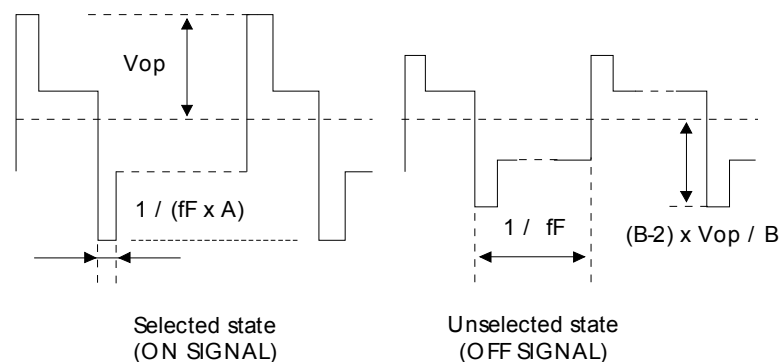 Vop
1 / (fF x A)
1 / fF
(B-2) x Vop / B
Selected state
(ON SIGNAL)
Unselected state
(OFF SIGNAL)